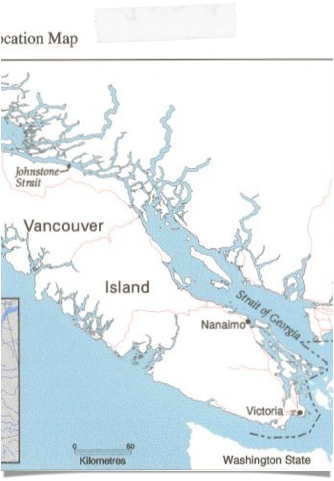 ocation Map
Johnstone
Strait
Vancouver
Island
Strait of Georgia
Nanaimo
Victoria
0 50
Kilometres
Washington State